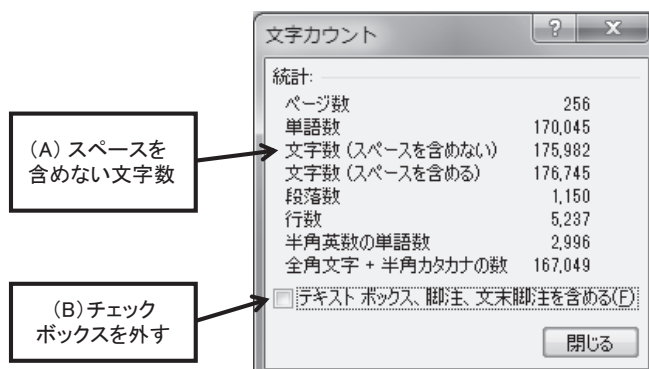 文字カウント
統計:
ページ数 256
単語数 170,045
文字数 (スペースを含めない) 175,982
文字数 (スペースを含める) 176,745
段落数 1,150
行数 5,237
半角英数の単語数 2,996
全角文字 + 半角カタカナの数 167,049
テキスト ボックス、脚注、文末脚注を含める(F)
閉じる
(A) スペースを
含めない文字数
(B)チェック
ボックスを外す